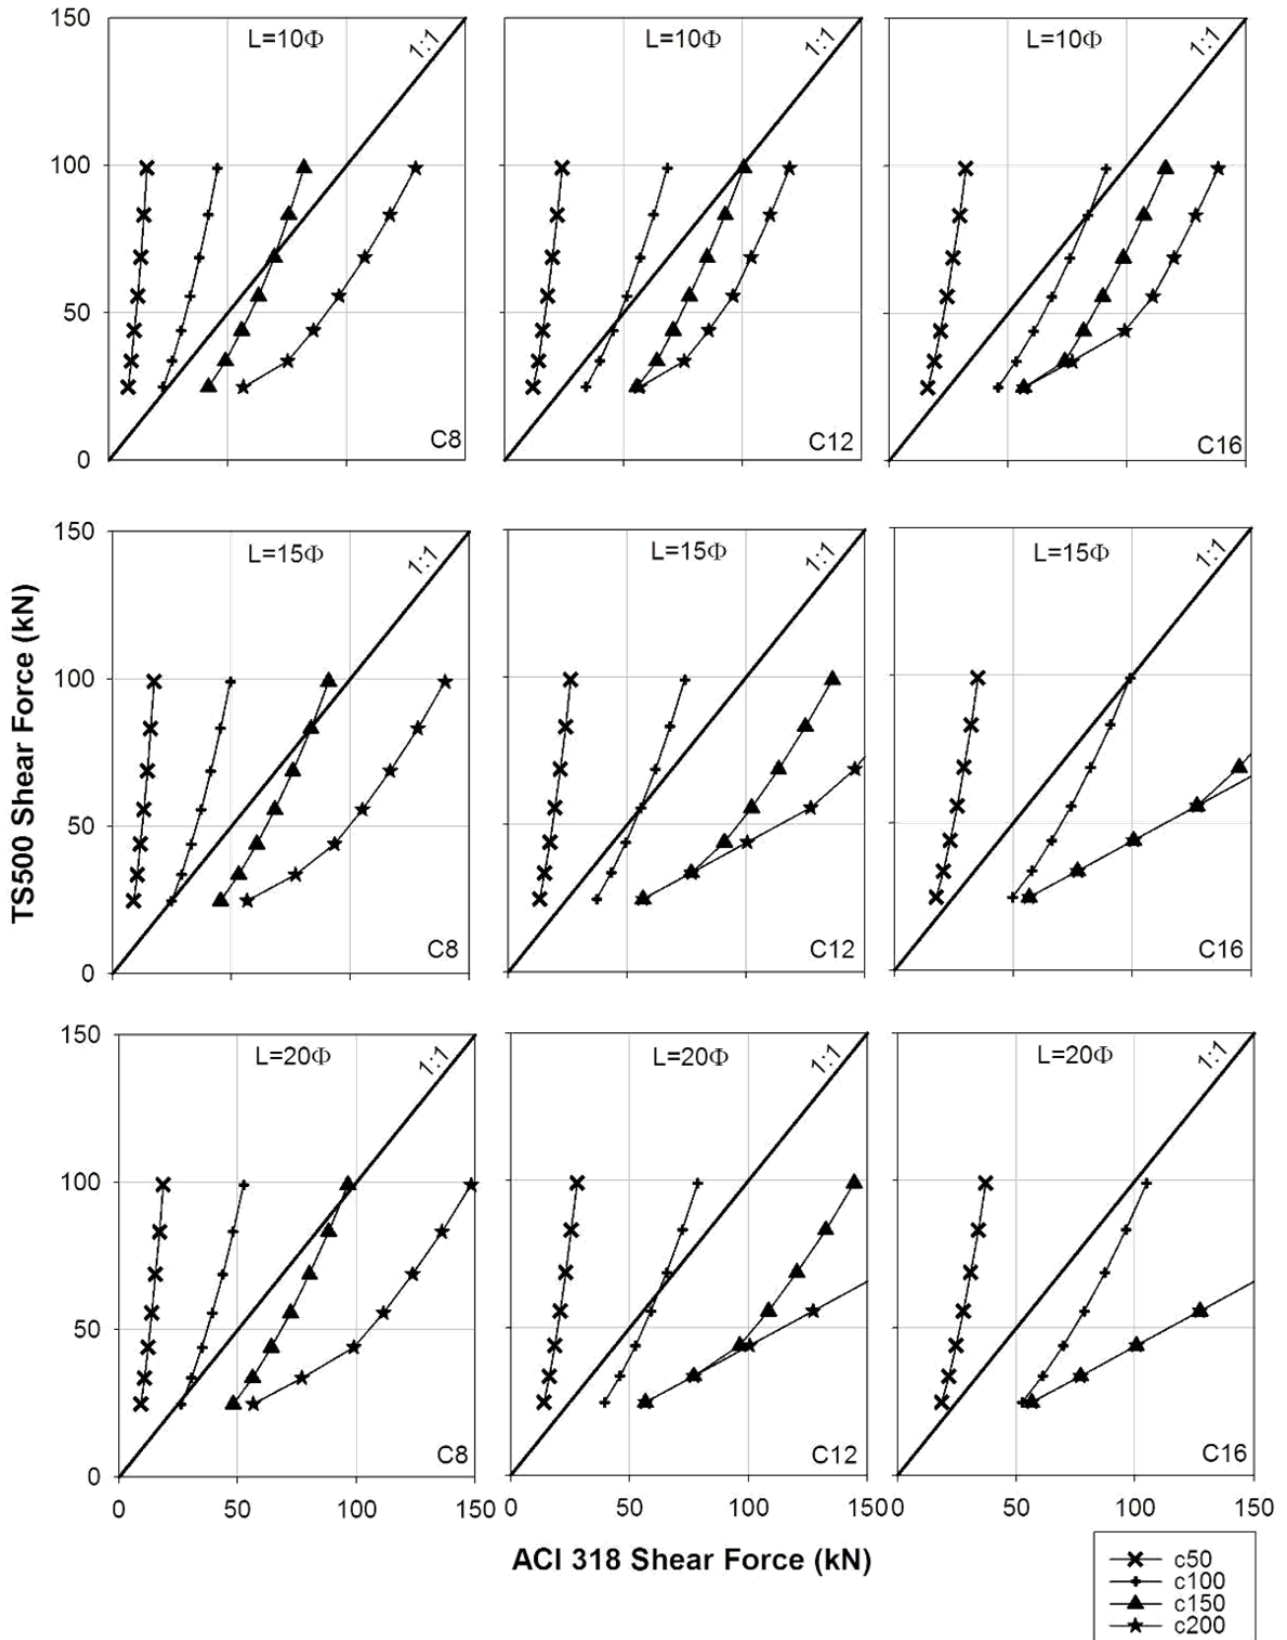 150 L=10Φ 1:1 L=10Φ 1:1 L=10Φ 1:1
100
50
C8 C12 C16
0
150 L=15Φ 1:1 L=15Φ 1:1 L=15Φ 1:1
100
50
C8 C12 C16
0
TS500 Shear Force (kN)
150 L=20Φ 1:1 L=20Φ 1:1 L=20Φ 1:1
100
50
C8 C12 C16
0
0 50 100 150 0 50 100 150 0 50 100 150
ACI 318 Shear Force (kN)
c50
c100
c150
c200